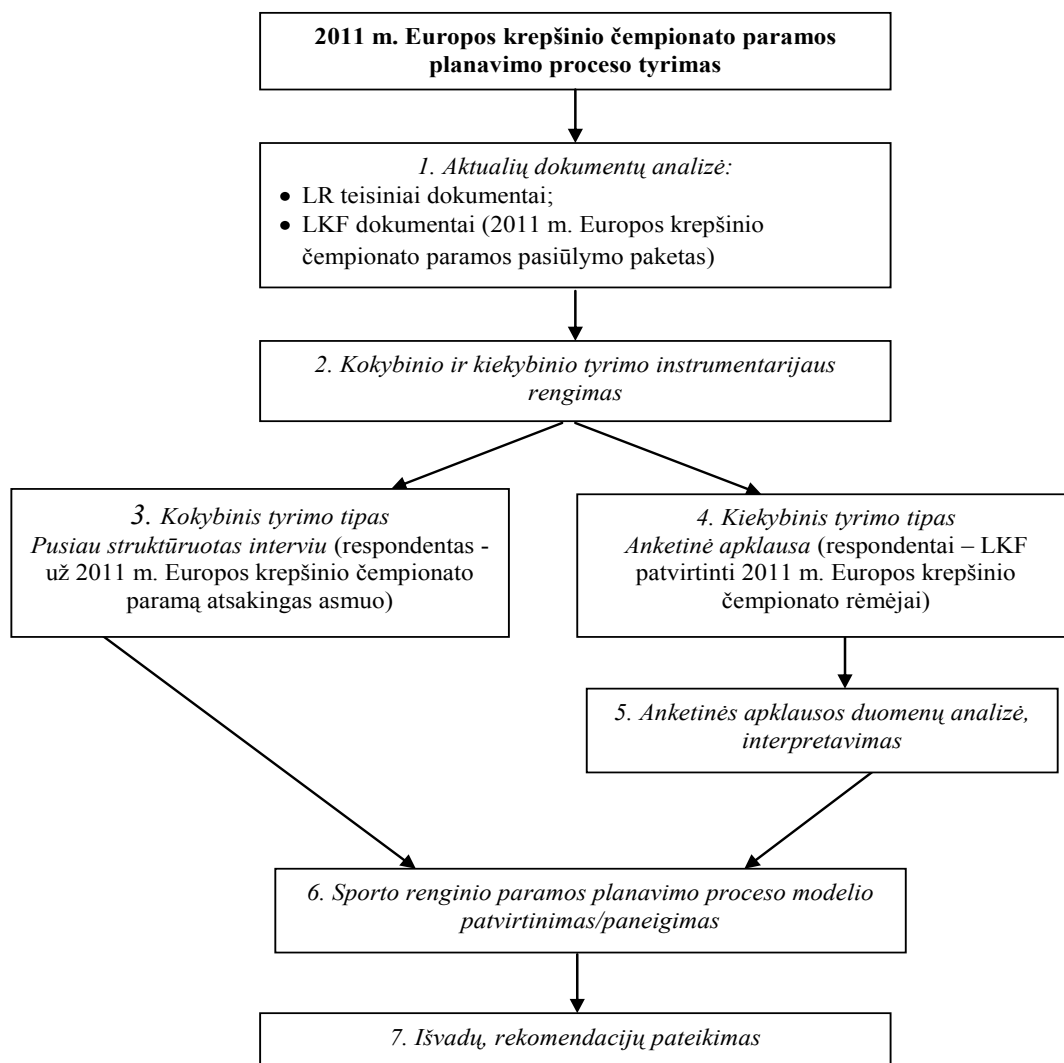 2011 m. Europos krepšinio čempionato paramos
planavimo proceso tyrimas
1. Aktualių dokumentų analizė:
• LR teisiniai dokumentai;
• LKF dokumentai (2011 m. Europos krepšinio
čempionato paramos pasiūlymo paketas)
2. Kokybinio ir kiekybinio tyrimo instrumentarijaus
rengimas
3. Kokybinis tyrimo tipas
Pusiau struktūruotas interviu (respondentas -
už 2011 m. Europos krepšinio čempionato
paramą atsakingas asmuo)
4. Kiekybinis tyrimo tipas
Anketinė apklausa (respondentai – LKF
patvirtinti 2011 m. Europos krepšinio
čempionato rėmėjai)
5. Anketinės apklausos duomenų analizė,
interpretavimas
6. Sporto renginio paramos planavimo proceso modelio
patvirtinimas/paneigimas
7. Išvadų, rekomendacijų pateikimas